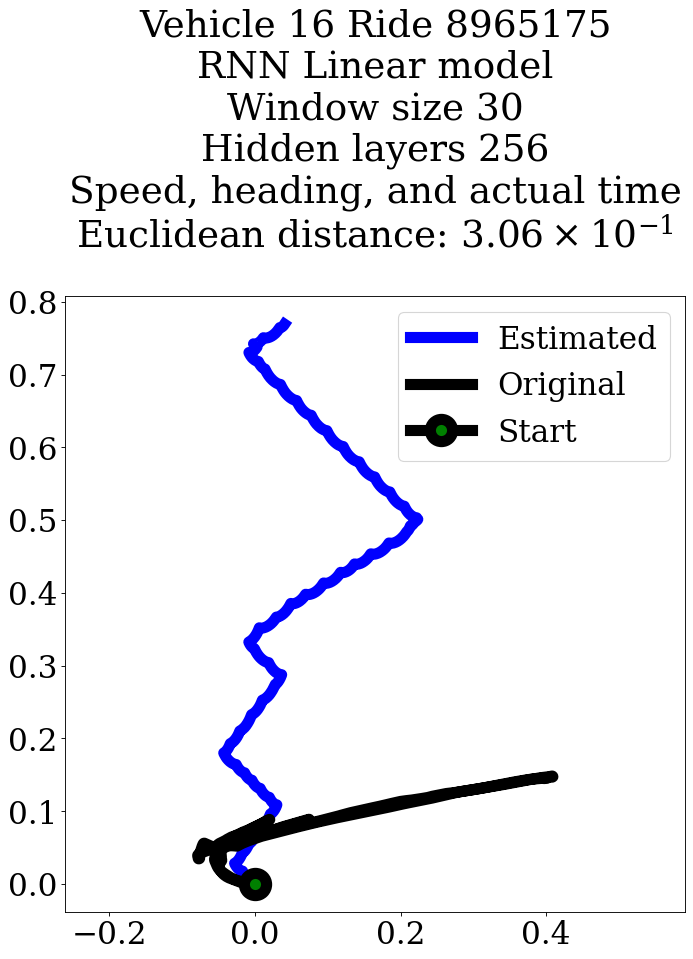 Vehicle 16 Ride 8965175
RNN Linear model
Window size 30
Hidden layers 256
Speed, heading, and actual time
Euclidean distance: 3.06 × 10⁻¹
Estimated
Original
Start
0.8
0.7
0.6
0.5
0.4
0.3
0.2
0.1
0.0
−0.2 0.0 0.2 0.4